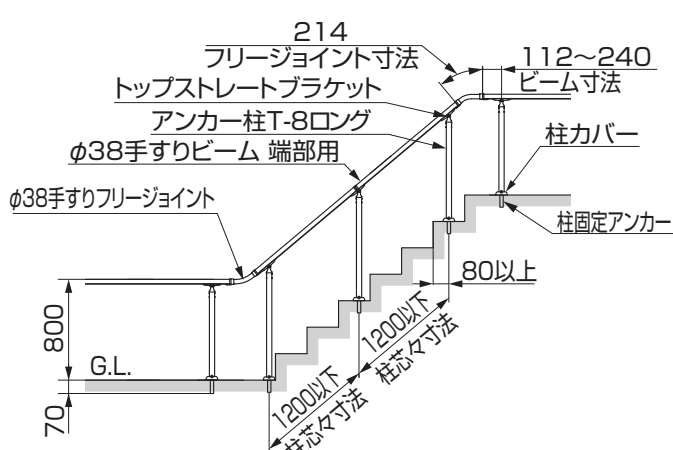 214
フリージョイント寸法
112～240
ビーム寸法
トップストレートブラケット
アンカー柱T-8ロング
柱カバー
φ38手すりビーム 端部用
φ38手すりフリージョイント
柱固定アンカー
80以上
800
G.L.
1200以下
柱芯々寸法
1200以下
柱芯々寸法
70